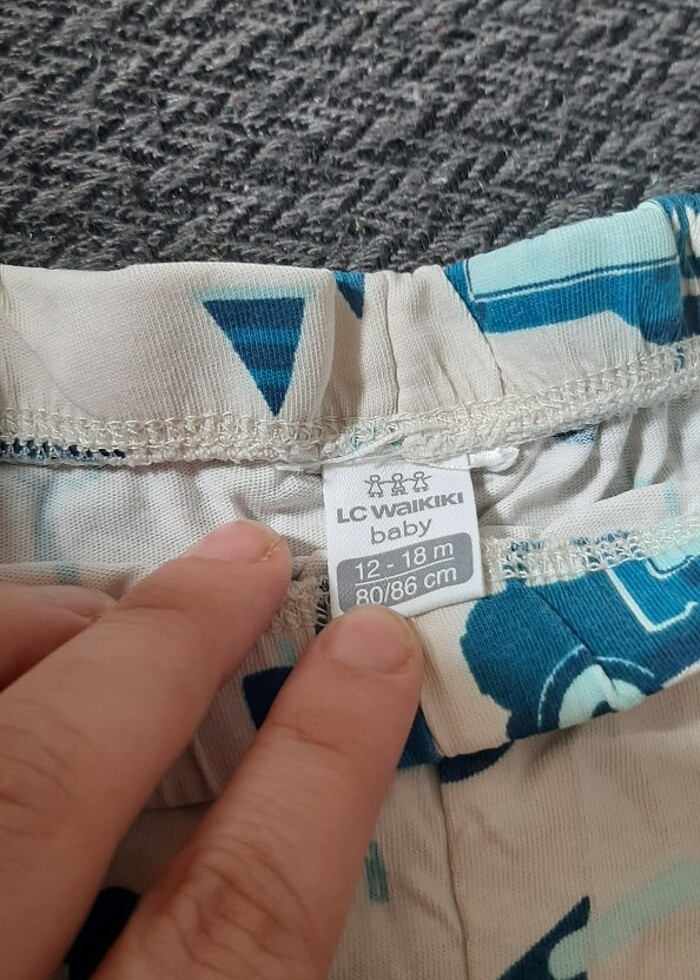 LC WAIKIKI
baby
12 - 18 m
80/86 cm